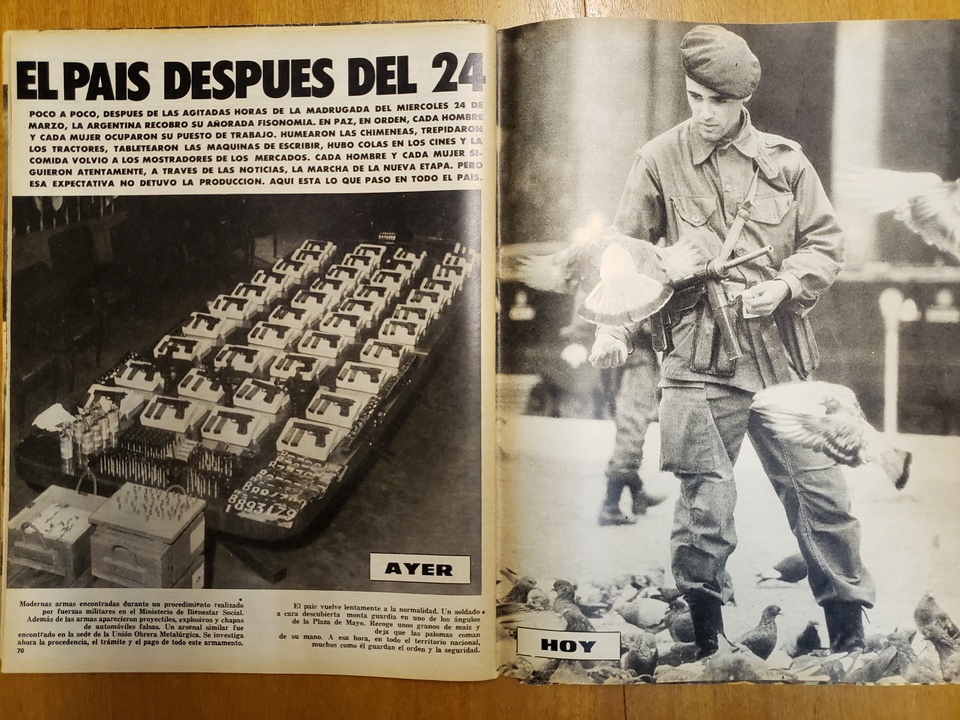 EL PAIS DESPUES DEL 24
POCO A POCO, DESPUES DE LAS AGITADAS HORAS DE LA MADRUGADA DEL MIERCOLES 24 DE
MARZO, LA ARGENTINA RECOBRO SU AÑORADA FISONOMIA. EN PAZ, EN ORDEN, CADA HOMBRE
Y CADA MUJER OCUPARON SU PUESTO DE TRABAJO. HUMEARON LAS CHIMENEAS, TREPIDARON
LOS TRACTORES, TABLETEARON LAS MAQUINAS DE ESCRIBIR, HUBO COLAS EN LOS CINES Y LA
COMIDA VOLVIO A LOS MOSTRADORES DE LOS MERCADOS. CADA HOMBRE Y CADA MUJER SI-
GUIERON ATENTAMENTE, A TRAVES DE LAS NOTICIAS, LA MARCHA DE LA NUEVA ETAPA. PERO
ESA EXPECTATIVA NO DETUVO LA PRODUCCION. AQUI ESTA LO QUE PASO EN TODO EL PAIS.
AYER
Modernas armas encontradas durante un procedimiento realizado
por fuerzas militares en el Ministerio de Bienestar Social.
Además de las armas aparecieron proyectiles, explosivos y chapas
de automóviles falsas. Un arsenal similar fue
encontrado en la sede de la Unión Obrera Metalúrgica. Se investiga
ahora la procedencia, el trámite y el pago de todo este armamento.
70
El país vuelve lentamente a la normalidad. Un soldado
a cara descubierta monta guardia en uno de los ángulos
de la Plaza de Mayo. Recoge unos granos de maíz y
deja que las palomas coman
de su mano. A esa hora, en todo el territorio nacional,
muchos como él guardan el orden y la seguridad.
HOY